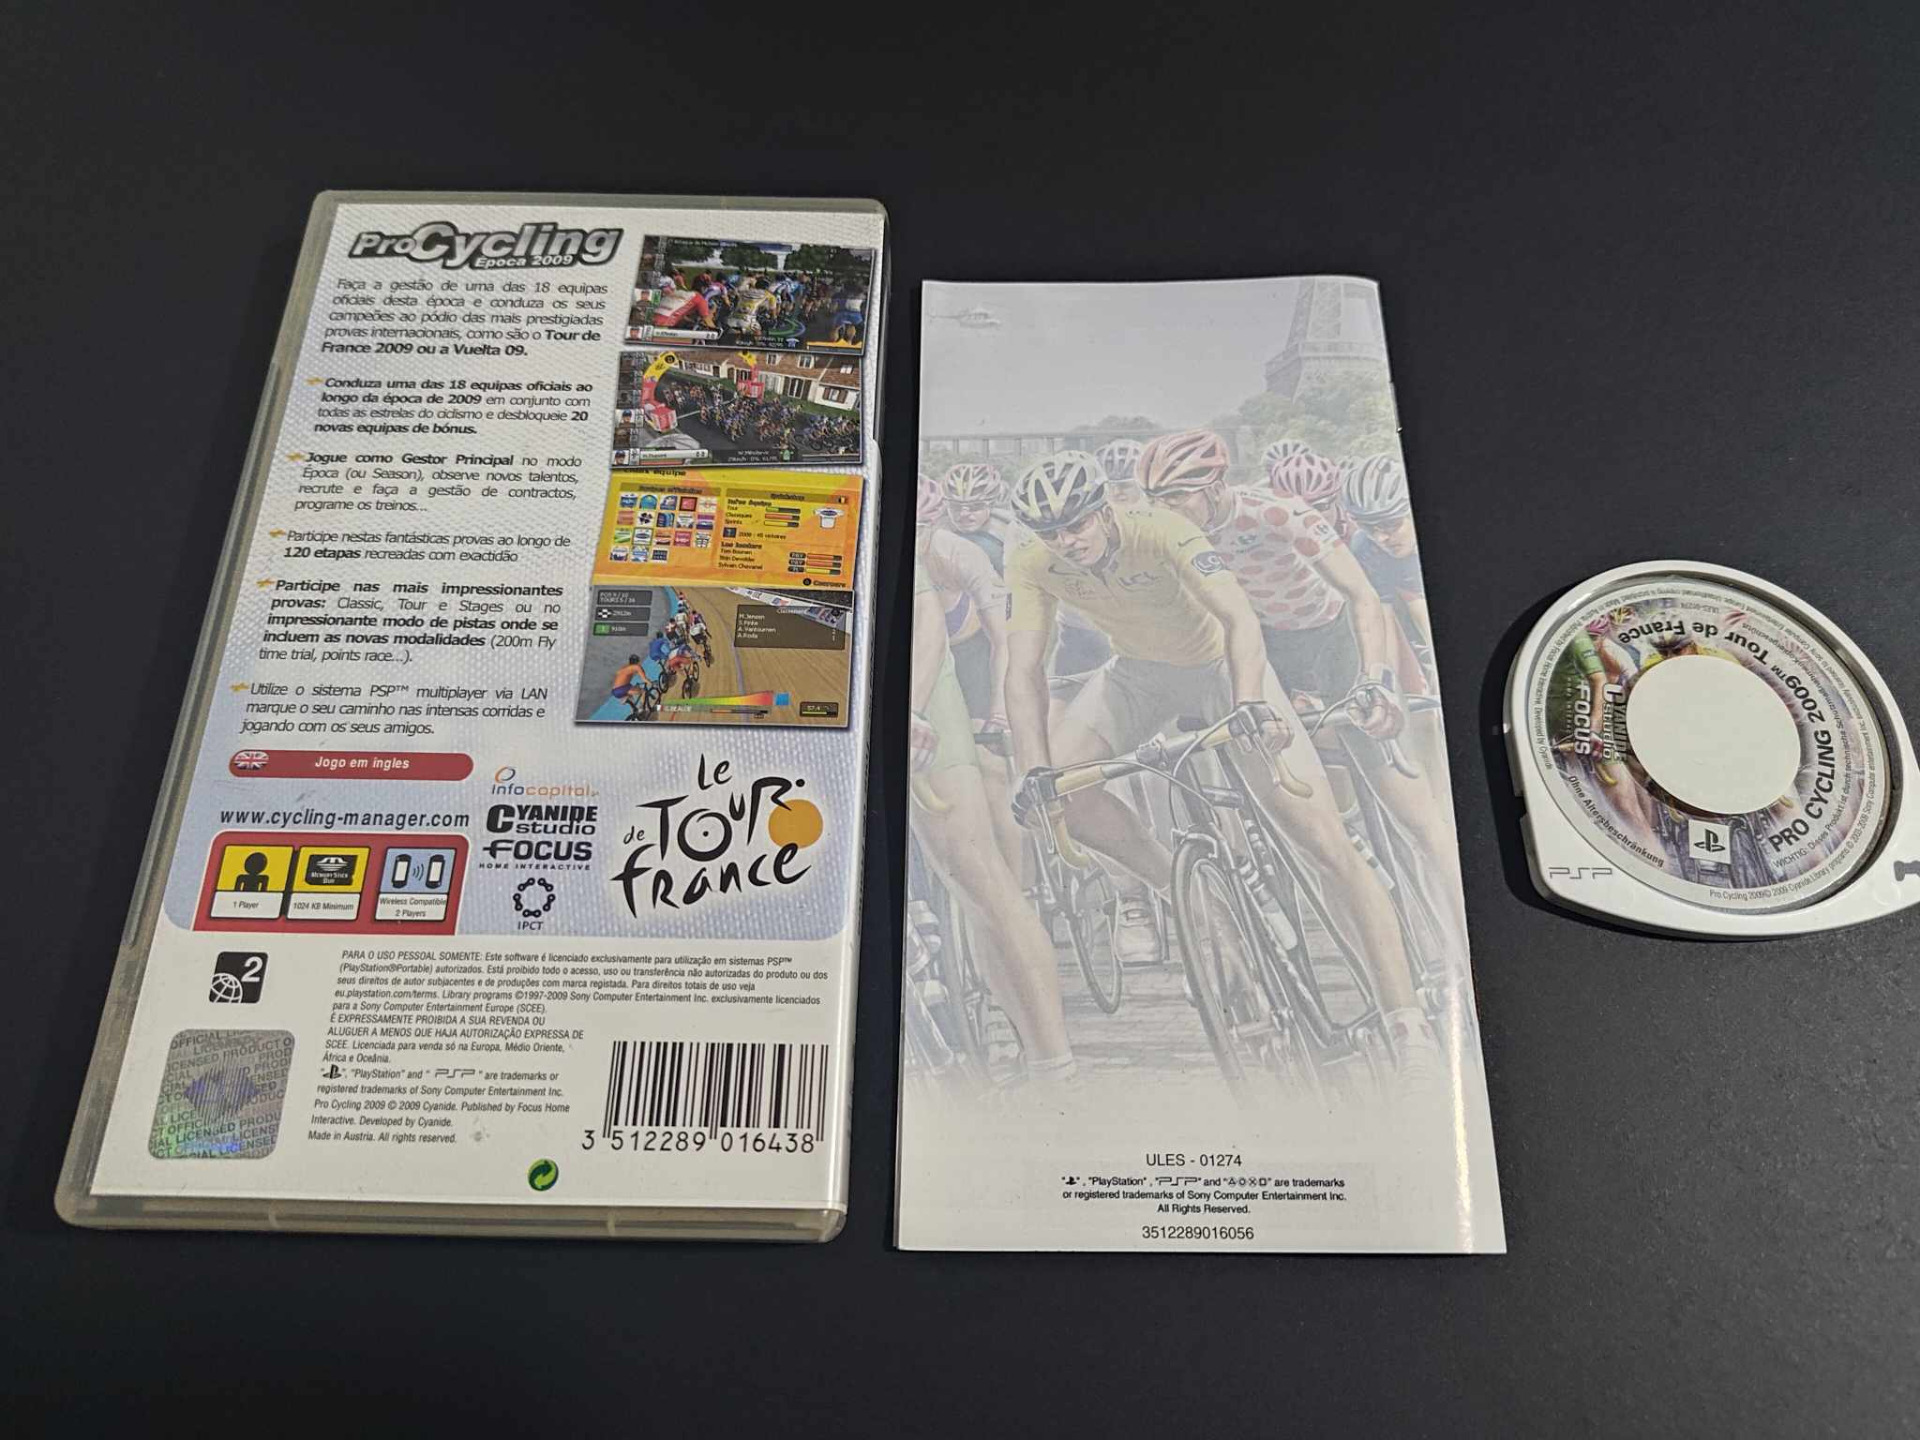 ProCycling
Época 2009
Faça a gestão de uma das 18 equipas
oficiais desta época e conduza os seus
campeões ao pódio das mais prestigiadas
provas internacionais, como são o Tour de
France 2009 ou a Vuelta 09.
Conduza uma das 18 equipas oficiais ao
longo da época de 2009 em conjunto com
todas as estrelas do ciclismo e desbloqueie 20
novas equipas de bónus.
Jogue como Gestor Principal no modo
Época (ou Season), observe novos talentos,
recrute e faça a gestão de contractos,
programe os treinos...
Participe nestas fantásticas provas ao longo de
120 etapas recreadas com exactidão
Participe nas mais impressionantes
provas: Classic, Tour e Stages ou no
impressionante modo de pistas onde se
incluem as novas modalidades (200m Fly
time trial, points race...).
Utilize o sistema PSP™ multiplayer via LAN
marque o seu caminho nas intensas corridas e
jogando com os seus amigos.
Jogo em ingles
www.cycling-manager.com
infocapital
CYANIDE
studio
FOCUS
HOME INTERACTIVE
IPCT
Le
TOUR
de
france
1 Player
MEMORY STICK
DUO
1024 KB Minimum
Wireless Compatible
2 Players
2
PARA O USO PESSOAL SOMENTE: Este software é licenciado exclusivamente para utilização em sistemas PSP™
(PlayStation®Portable) autorizados. Está proibido todo o acesso, uso ou transferência não autorizados do produto ou dos
seus direitos de autor subjacentes e de produções com marca registada. Para direitos totais de uso veja
eu.playstation.com/terms. Library programs ©1997-2009 Sony Computer Entertainment Inc. exclusivamente licenciados
para a Sony Computer Entertainment Europe (SCEE).
É EXPRESSAMENTE PROIBIDA A SUA REVENDA OU
ALUGUER A MENOS QUE HAJA AUTORIZAÇÃO EXPRESSA DE
SCEE. Licenciada para venda só na Europa, Médio Oriente,
África e Oceânia.
"PlayStation" and "PSP" are trademarks or
registered trademarks of Sony Computer Entertainment Inc.
Pro Cycling 2009 © 2009 Cyanide. Published by Focus Home
Interactive. Developed by Cyanide.
Made in Austria. All rights reserved.
3 512289 016438
ULES - 01274
"PlayStation", "PSP" and "△○✕□" are trademarks
or registered trademarks of Sony Computer Entertainment Inc.
All Rights Reserved.
3512289016056
PRO CYCLING 2009™ Tour de France
CYANIDE
studio
FOCUS
Ohne Altersbeschränkung
PSP